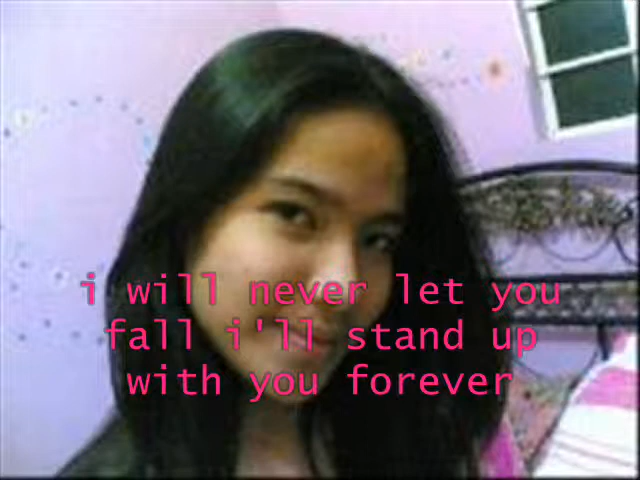 i will never let you
fall i'll stand up
with you forever